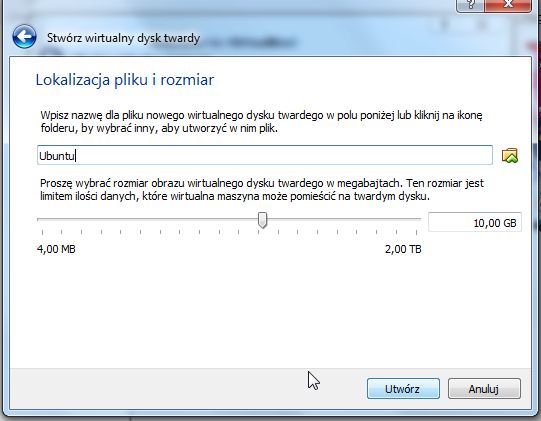 Stwórz wirtualny dysk twardy
Lokalizacja pliku i rozmiar
Wpisz nazwę dla pliku nowego wirtualnego dysku twardego w polu poniżej lub kliknij na ikonę
folderu, by wybrać inny, aby utworzyć w nim plik.
Ubuntu
Proszę wybrać rozmiar obrazu wirtualnego dysku twardego w megabajtach. Ten rozmiar jest
limitem ilości danych, które wirtualna maszyna może pomieścić na twardym dysku.
10,00 GB
4,00 MB 2,00 TB
Utwórz Anuluj